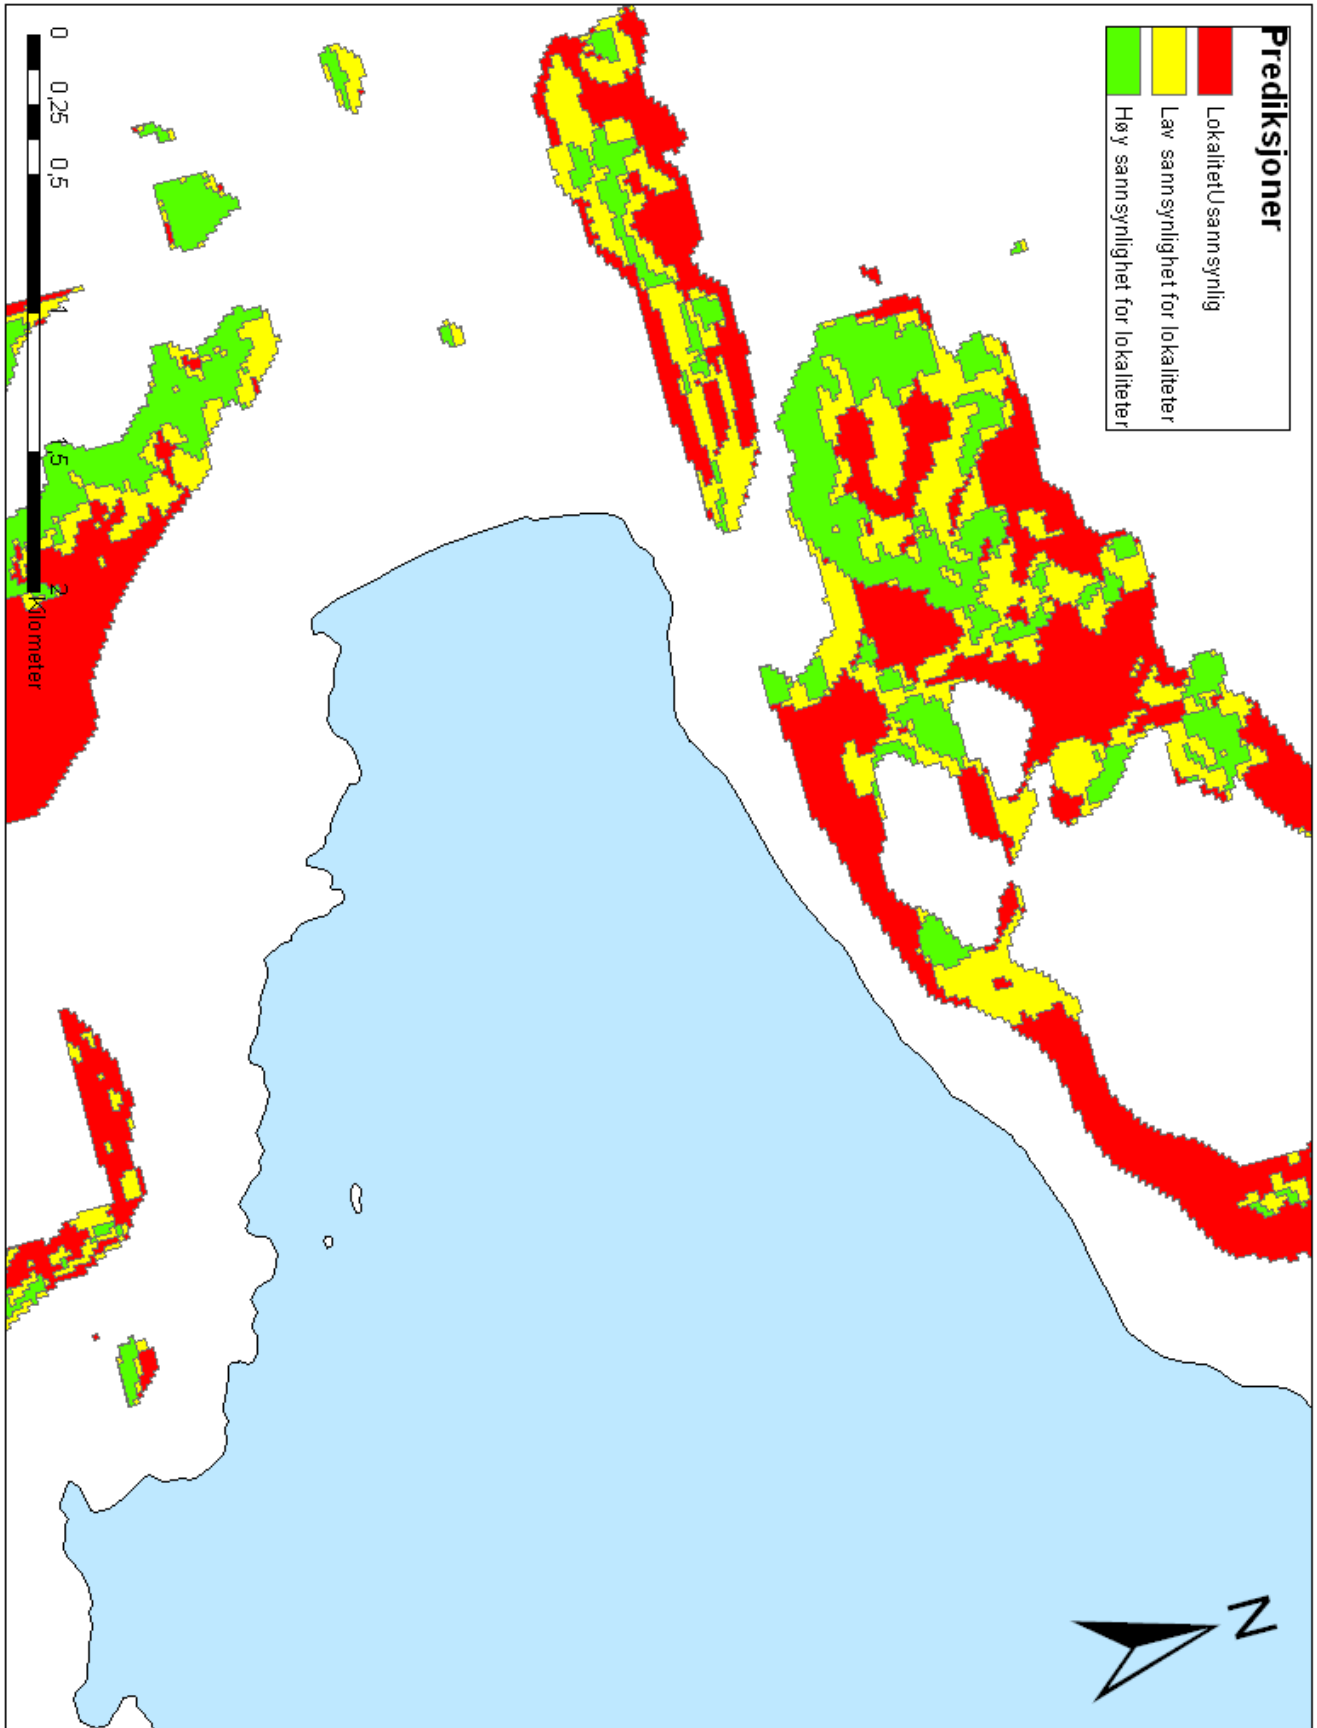 Prediksjoner
LokalitetUsannsynlig
Lav sannsynlighet for lokaliteter
Høy sannsynlighet for lokaliteter
N
0 0,25 0,5 1 1,5 2
Kilometer